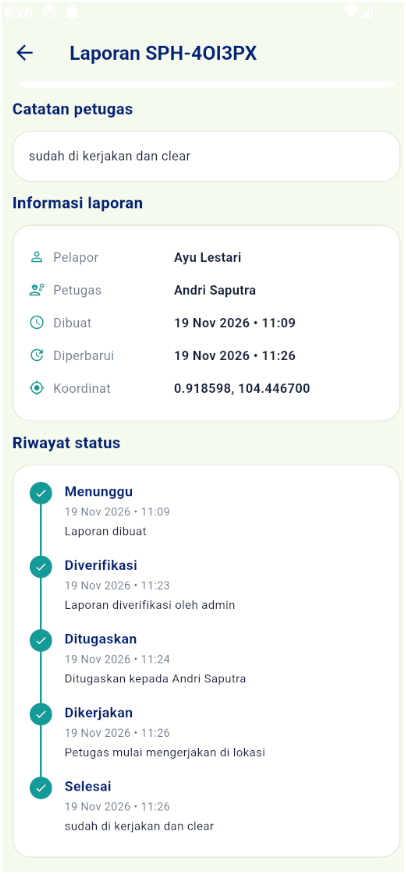 6:26
Laporan SPH-4OI3PX
Catatan petugas
sudah di kerjakan dan clear
Informasi laporan
Pelapor Ayu Lestari
Petugas Andri Saputra
Dibuat 19 Nov 2026 • 11:09
Diperbarui 19 Nov 2026 • 11:26
Koordinat 0.918598, 104.446700
Riwayat status
Menunggu
19 Nov 2026 • 11:09
Laporan dibuat
Diverifikasi
19 Nov 2026 • 11:23
Laporan diverifikasi oleh admin
Ditugaskan
19 Nov 2026 • 11:24
Ditugaskan kepada Andri Saputra
Dikerjakan
19 Nov 2026 • 11:26
Petugas mulai mengerjakan di lokasi
Selesai
19 Nov 2026 • 11:26
sudah di kerjakan dan clear